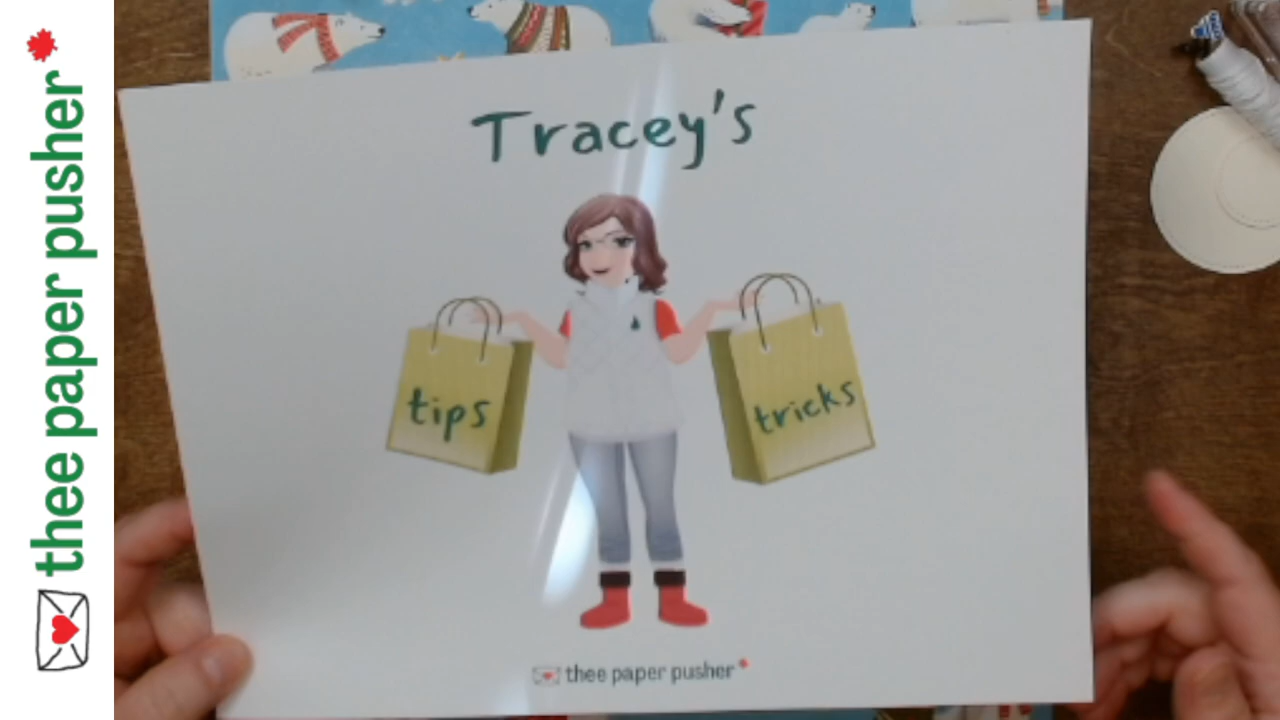 thee paper pusher
Tracey's
tips
tricks
thee paper pusher